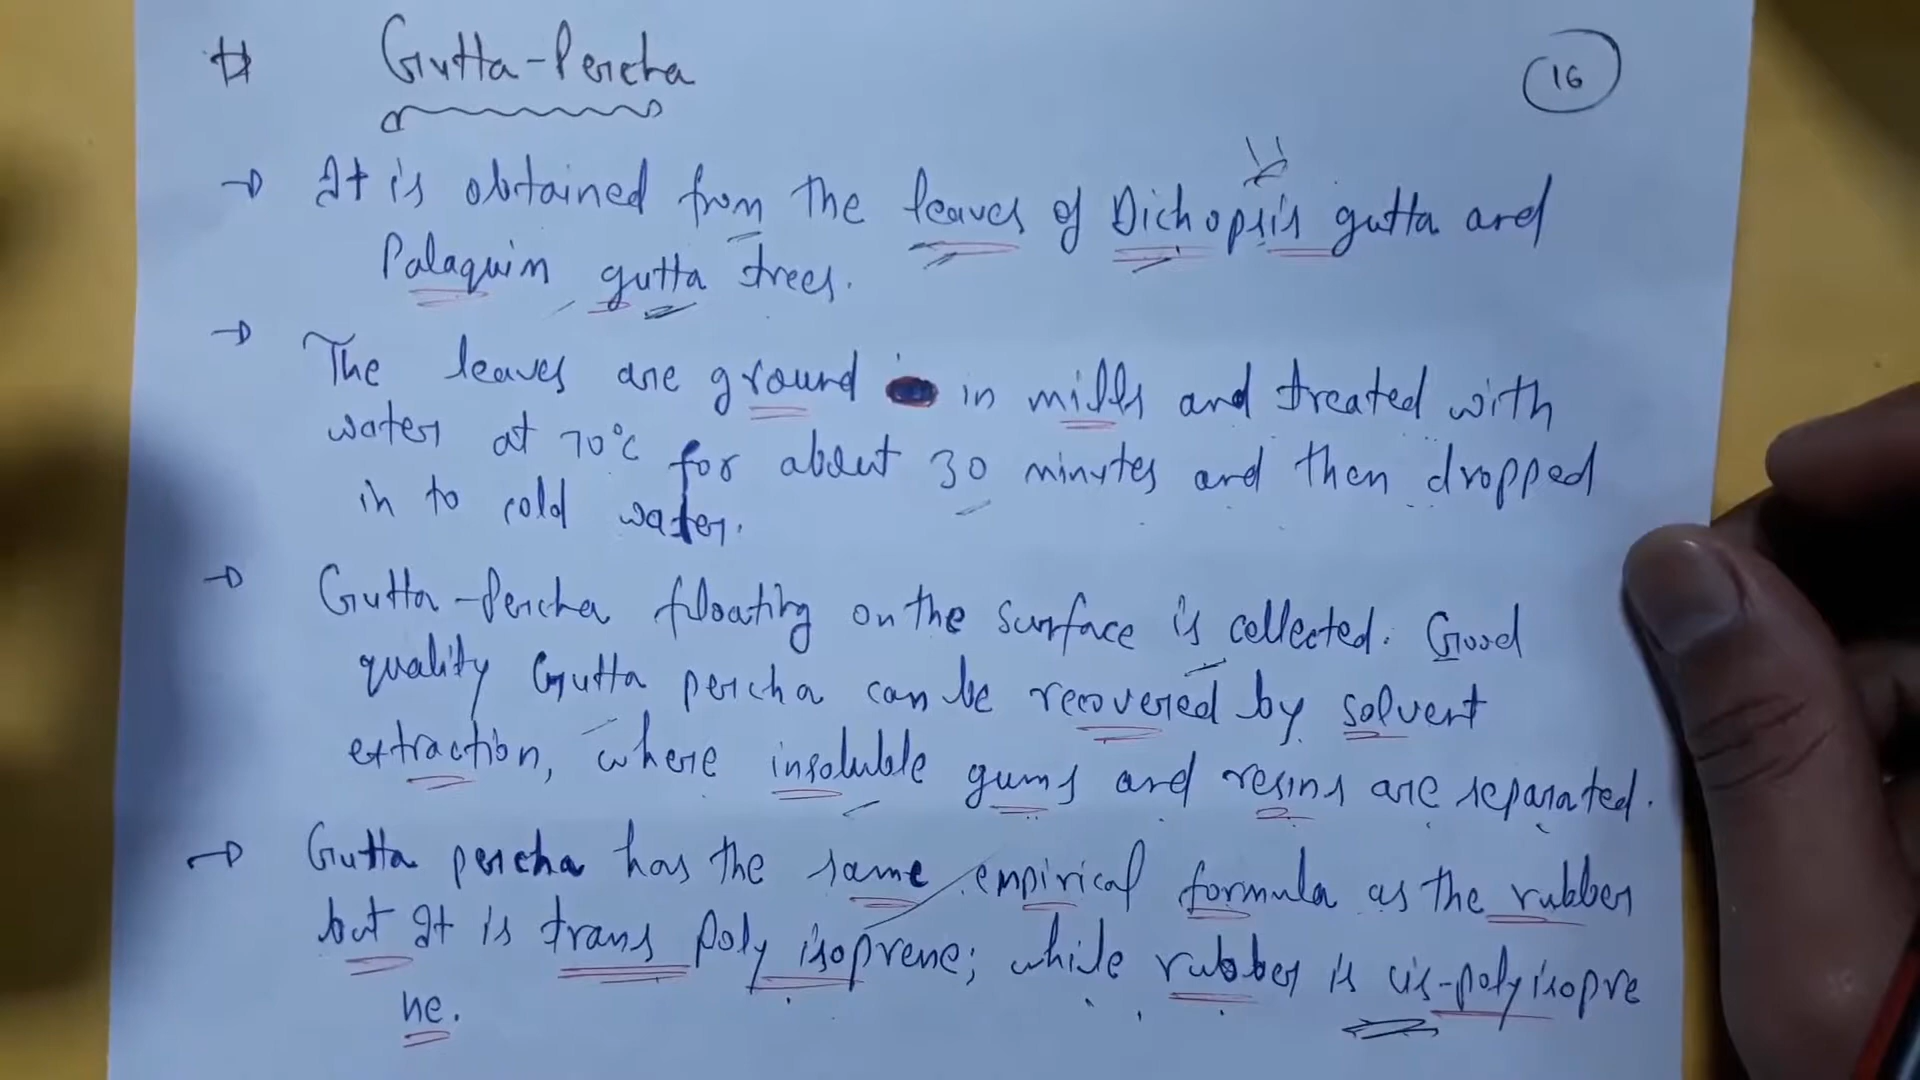 # Gutta-Percha
16
→ It is obtained from the leaves of Dichopsis gutta and
Palaquim gutta trees.
→ The leaves are ground in mills and treated with
water at 70°C for about 30 minutes and then dropped
in to cold water.
→ Gutta-Percha floating on the surface is collected. Good
quality Gutta percha can be recovered by solvent
extraction, where insoluble gums and resins are separated.
→ Gutta percha has the same empirical formula as the rubber
but It is trans Poly isoprene; while rubber is cis-polyisopre
ne.